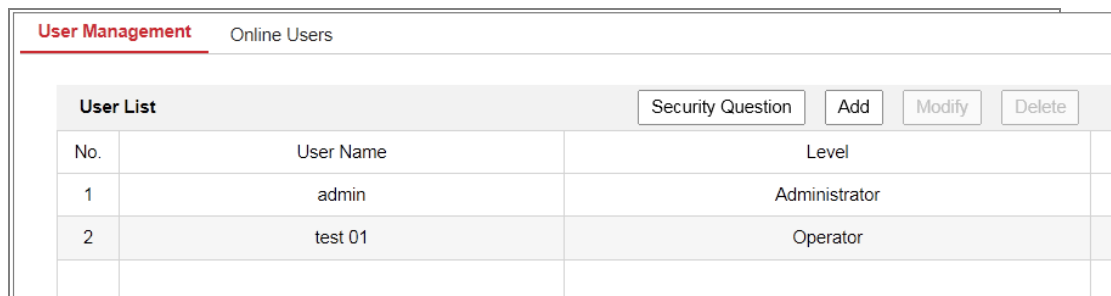 User Management Online Users
User List Security Question Add Modify Delete
No. User Name Level
1 admin Administrator
2 test 01 Operator